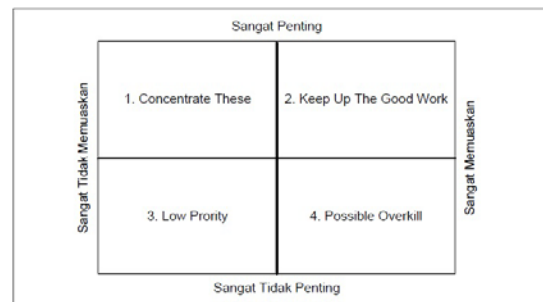 Sangat Penting
Sangat Tidak Memuaskan
1. Concentrate These
2. Keep Up The Good Work
Sangat Memuaskan
3. Low Prority
4. Possible Overkill
Sangat Tidak Penting